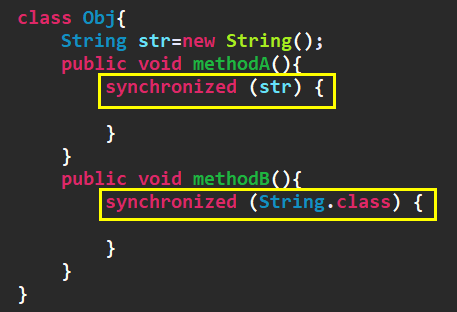 class Obj{
    String str=new String();
    public void methodA(){
        synchronized (str) {
        }
    }
    public void methodB(){
        synchronized (String.class) {
        }
    }
}